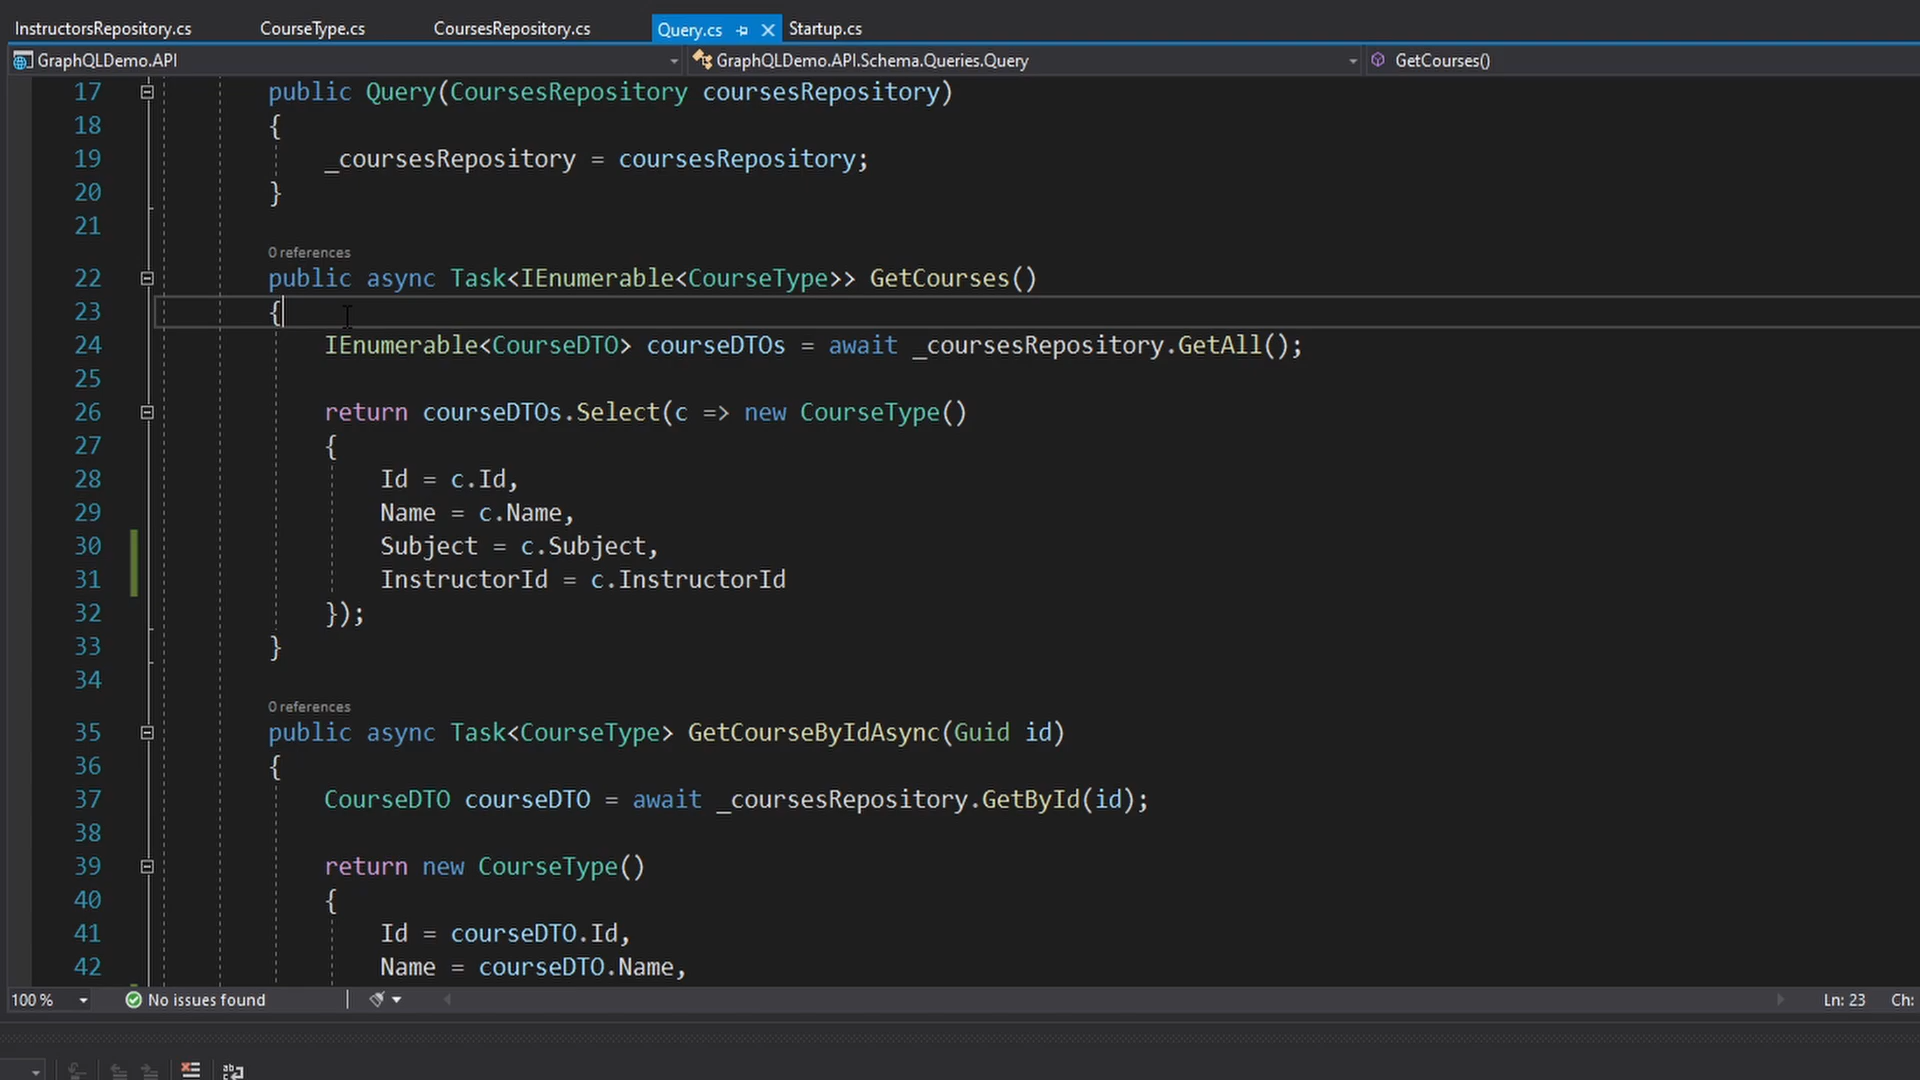 InstructorsRepository.cs CourseType.cs CoursesRepository.cs Query.cs Startup.cs
GraphQLDemo.API GraphQLDemo.API.Schema.Queries.Query GetCourses()
17 public Query(CoursesRepository coursesRepository)
18 {
19 _coursesRepository = coursesRepository;
20 }
21
0 references
22 public async Task<IEnumerable<CourseType>> GetCourses()
23 {
24 IEnumerable<CourseDTO> courseDTOs = await _coursesRepository.GetAll();
25
26 return courseDTOs.Select(c => new CourseType()
27 {
28 Id = c.Id,
29 Name = c.Name,
30 Subject = c.Subject,
31 InstructorId = c.InstructorId
32 });
33 }
34
0 references
35 public async Task<CourseType> GetCourseByIdAsync(Guid id)
36 {
37 CourseDTO courseDTO = await _coursesRepository.GetById(id);
38
39 return new CourseType()
40 {
41 Id = courseDTO.Id,
42 Name = courseDTO.Name,
100 % No issues found Ln: 23 Ch: